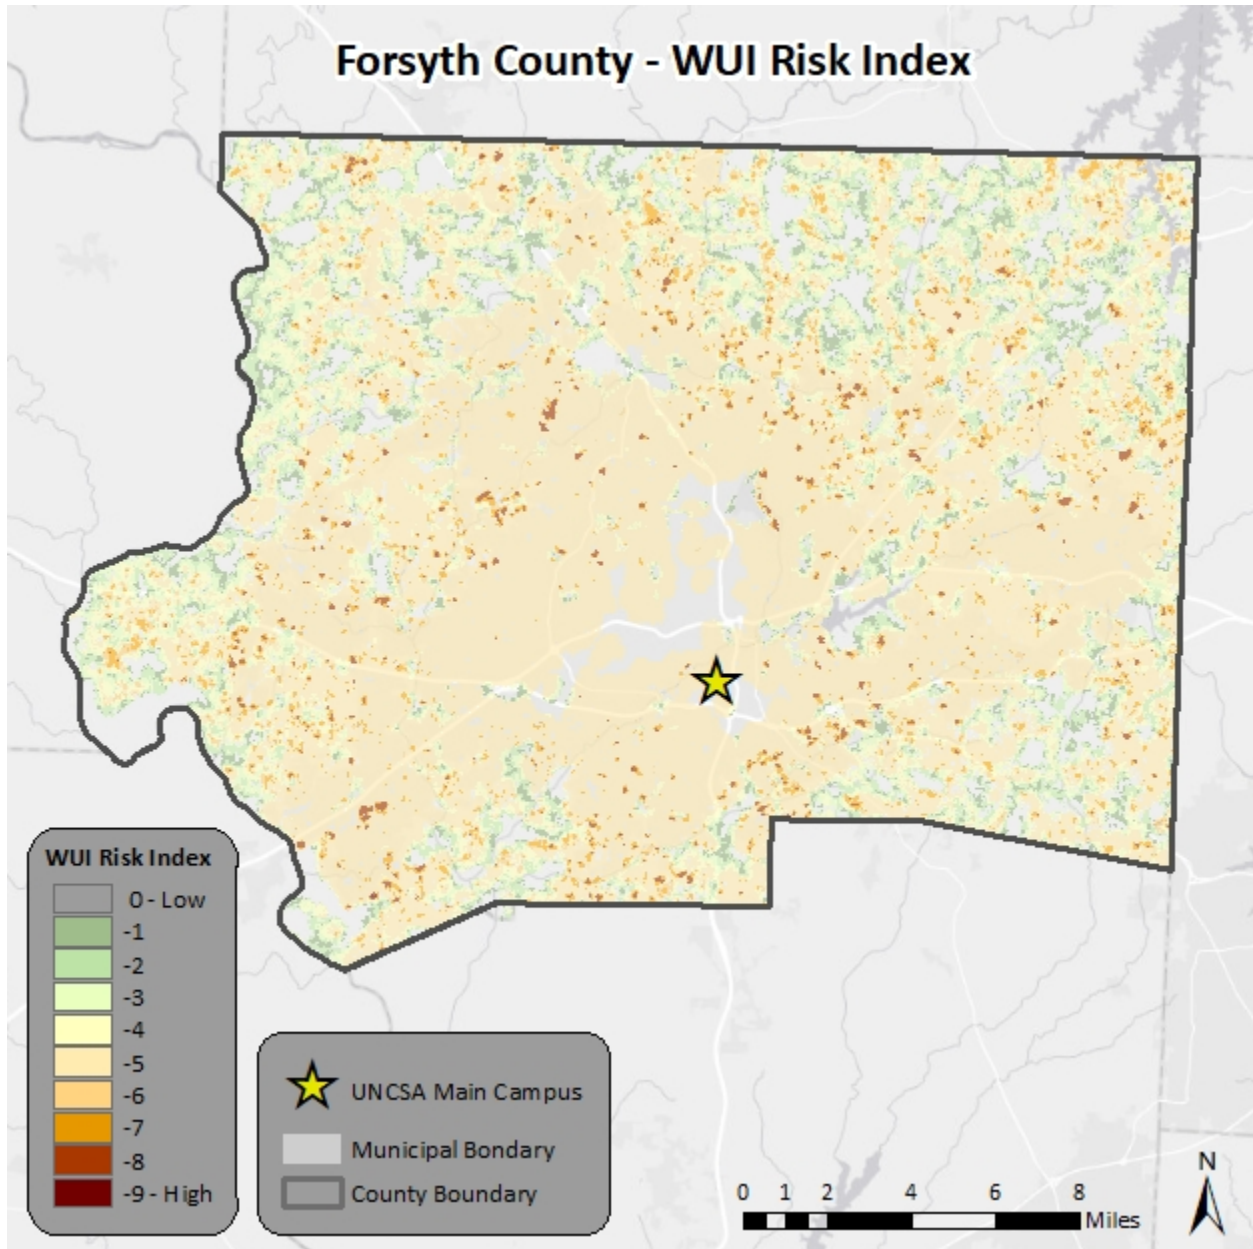 Forsyth County - WUI Risk Index
WUI Risk Index
0 - Low
-1
-2
-3
-4
-5
-6
-7
-8
-9 - High
UNCSA Main Campus
Municipal Bondary
County Boundary
N
0 1 2 4 6 8
Miles